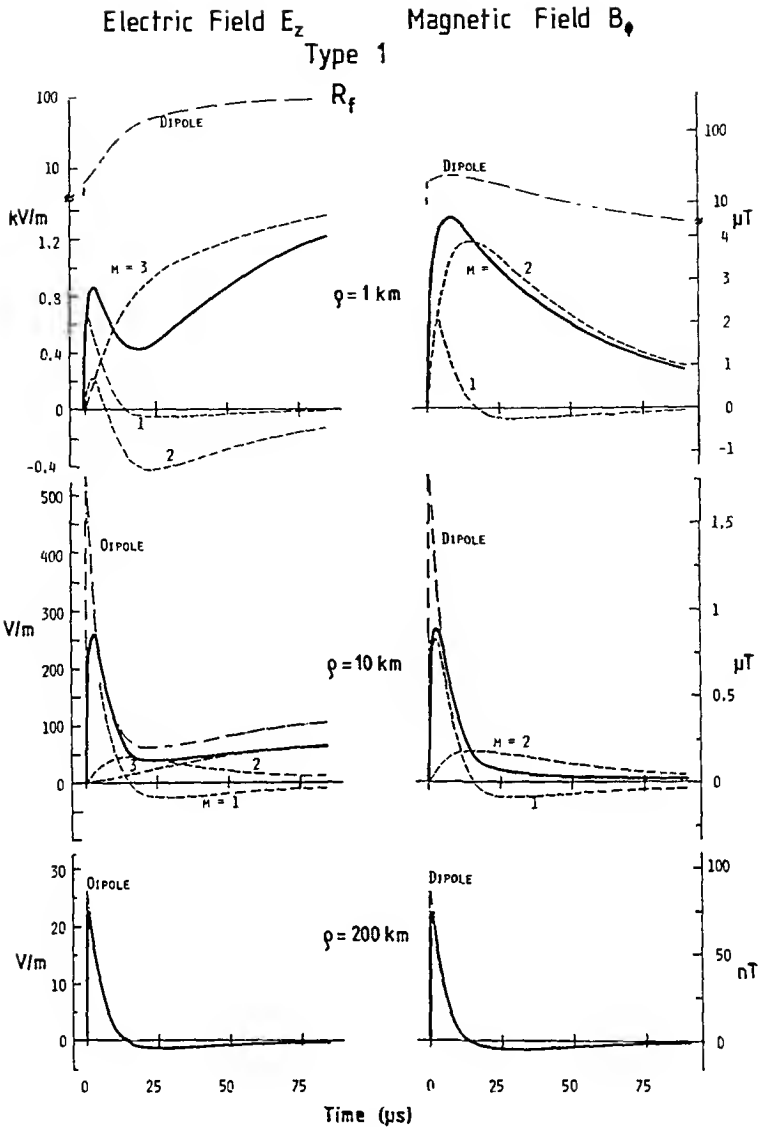 Electric Field E_z Magnetic Field B_φ
Type 1
R_f
100
10
DIPOLE
kV/m
1.2
0.8
0.4
0
-0.4
M = 3
1
2
ρ = 1 km
DIPOLE
100
10
μT
4
3
2
1
0
-1
M =
2
1
500
400
300
V/m
200
100
0
DIPOLE
3
2
M = 1
ρ = 10 km
DIPOLE
1.5
1
μT
0.5
0
M = 2
1
30
20
V/m
10
0
DIPOLE
ρ = 200 km
DIPOLE
100
50
nT
0
0 25 50 75
0 25 50 75
Time (μs)